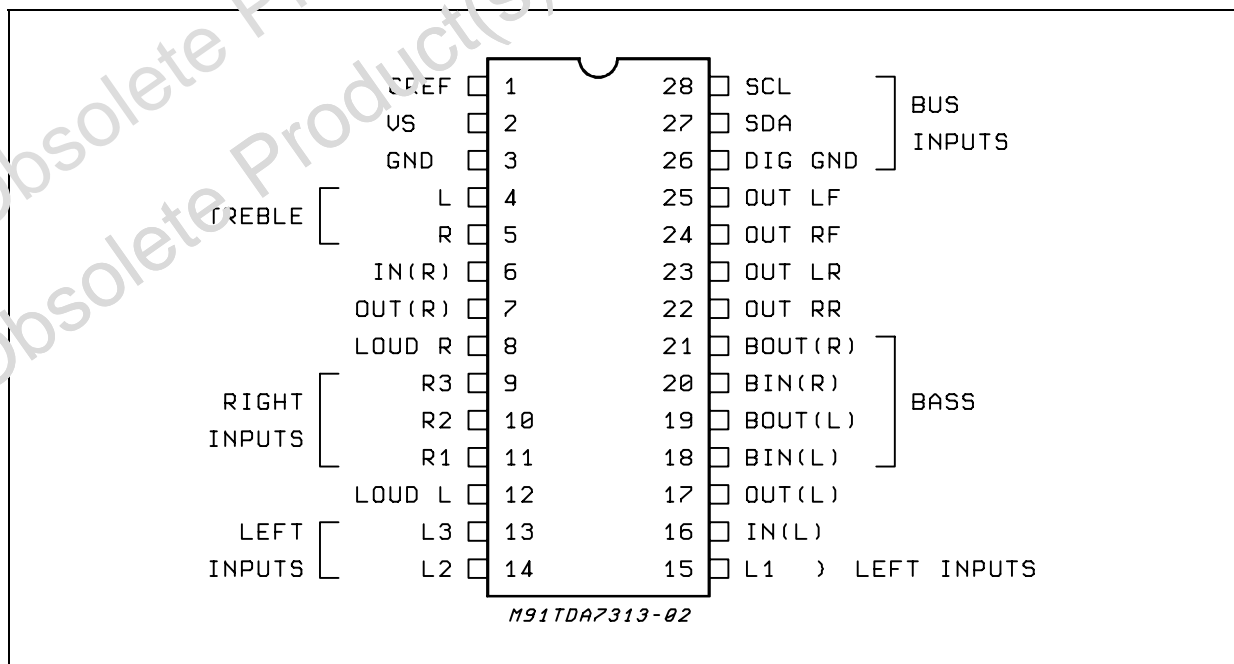 Obsolete Product(s)
Obsolete Product(s)
CREF 1 28 SCL
VS 2 27 SDA
GND 3 26 DIG GND
BUS INPUTS
L 4 25 OUT LF
R 5 24 OUT RF
TREBLE
IN(R) 6 23 OUT LR
OUT(R) 7 22 OUT RR
LOUD R 8 21 BOUT(R)
R3 9 20 BIN(R)
R2 10 19 BOUT(L)
R1 11 18 BIN(L)
RIGHT INPUTS
BASS
LOUD L 12 17 OUT(L)
L3 13 16 IN(L)
L2 14 15 L1 ) LEFT INPUTS
LEFT INPUTS
M91TDA7313-02